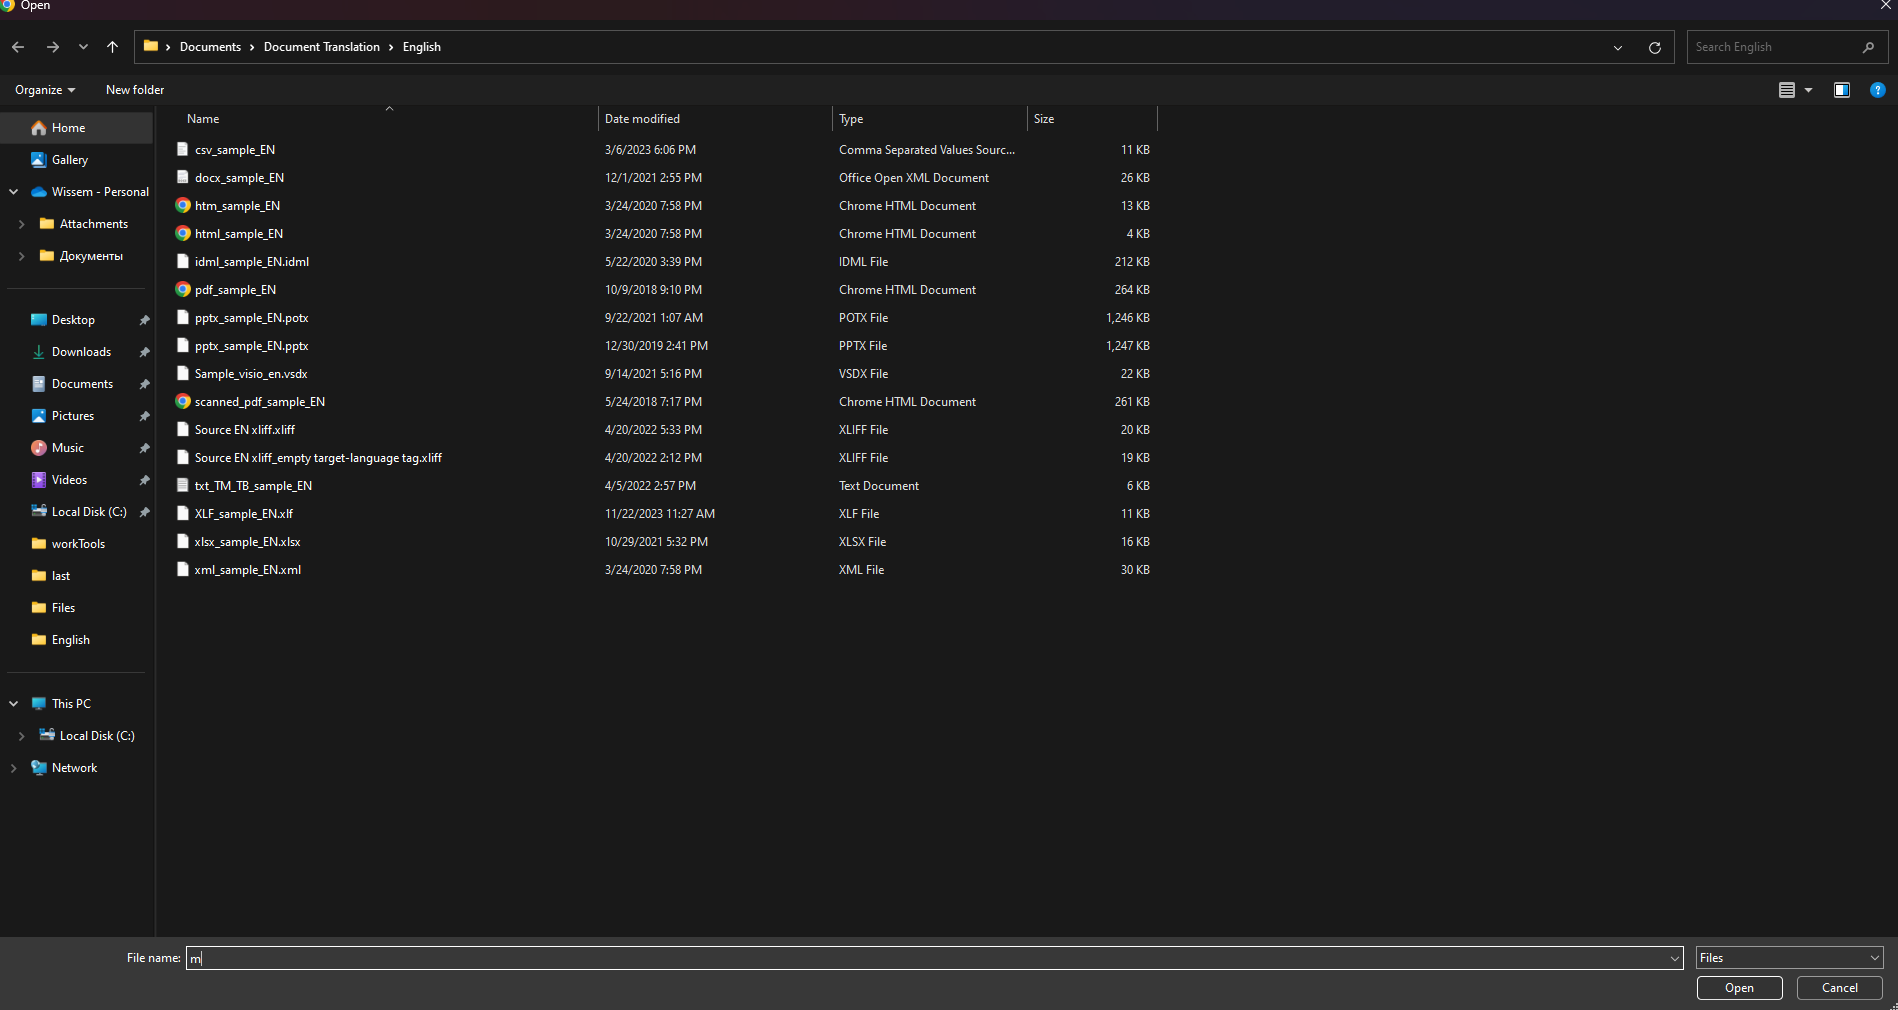 Open
Documents › Document Translation › English
Search English
Organize
New folder
Home
Gallery
Wissem - Personal
Attachments
Документы
Desktop
Downloads
Documents
Pictures
Music
Videos
Local Disk (C:)
workTools
last
Files
English
This PC
Local Disk (C:)
Network
Name Date modified Type Size
csv_sample_EN 3/6/2023 6:06 PM Comma Separated Values Sourc... 11 KB
docx_sample_EN 12/1/2021 2:55 PM Office Open XML Document 26 KB
htm_sample_EN 3/24/2020 7:58 PM Chrome HTML Document 13 KB
html_sample_EN 3/24/2020 7:58 PM Chrome HTML Document 4 KB
idml_sample_EN.idml 5/22/2020 3:39 PM IDML File 212 KB
pdf_sample_EN 10/9/2018 9:10 PM Chrome HTML Document 264 KB
pptx_sample_EN.potx 9/22/2021 1:07 AM POTX File 1,246 KB
pptx_sample_EN.pptx 12/30/2019 2:41 PM PPTX File 1,247 KB
Sample_visio_en.vsdx 9/14/2021 5:16 PM VSDX File 22 KB
scanned_pdf_sample_EN 5/24/2018 7:17 PM Chrome HTML Document 261 KB
Source EN xliff.xliff 4/20/2022 5:33 PM XLIFF File 20 KB
Source EN xliff_empty target-language tag.xliff 4/20/2022 2:12 PM XLIFF File 19 KB
txt_TM_TB_sample_EN 4/5/2022 2:57 PM Text Document 6 KB
XLF_sample_EN.xlf 11/22/2023 11:27 AM XLF File 11 KB
xlsx_sample_EN.xlsx 10/29/2021 5:32 PM XLSX File 16 KB
xml_sample_EN.xml 3/24/2020 7:58 PM XML File 30 KB
File name: m
Files
Open
Cancel